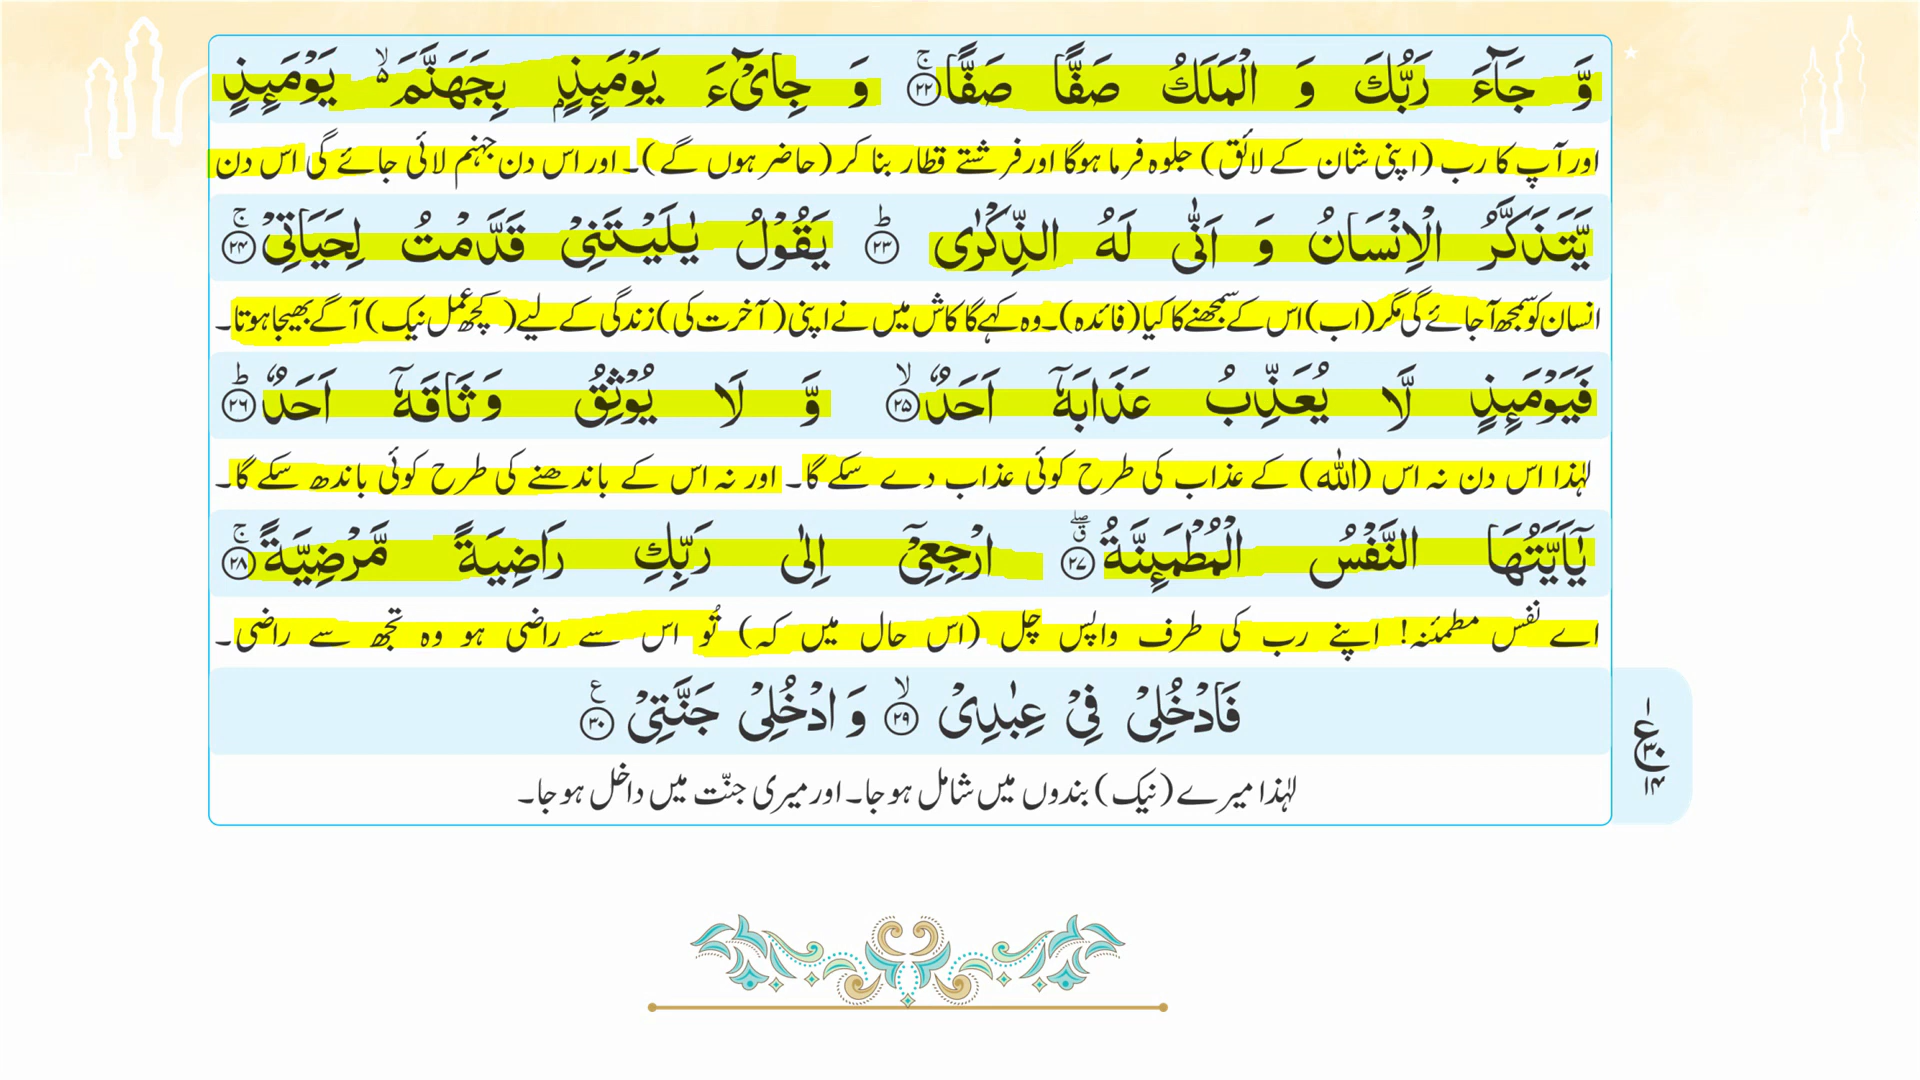 وَّ جَآءَ رَبُّكَ وَ الْمَلَكُ صَفًّا صَفًّا ﴿۲۲﴾ۚ وَ جِایْٓءَ یَوْمَىِٕذٍۭ بِجَهَنَّمَ ۙ۬ یَوْمَىِٕذٍ
اور آپ کا رب (اپنی شان کے لائق) جلوہ فرما ہوگا اور فرشتے قطار بنا کر (حاضر ہوں گے)۔ اور اس دن جہنم لائی جائے گی اس دن
یَّتَذَكَّرُ الْاِنْسَانُ وَ اَنّٰى لَهُ الذِّكْرٰى ﴿۲۳﴾ؕ یَقُوْلُ یٰلَیْتَنِیْ قَدَّمْتُ لِحَیَاتِیْ ﴿۲۴﴾ۚ
انسان کو سمجھ آجائے گی مگر (اب) اس کے سمجھنے کا کیا (فائدہ)۔ وہ کہے گا کاش میں نے اپنی (آخرت کی) زندگی کے لیے (کچھ عمل نیک) آگے بھیجا ہوتا۔
فَیَوْمَىِٕذٍ لَّا یُعَذِّبُ عَذَابَهٗۤ اَحَدٌ ﴿۲۵﴾ۙ وَّ لَا یُوْثِقُ وَثَاقَهٗۤ اَحَدٌ ﴿۲۶﴾ؕ
لہٰذا اس دن نہ اس (اللہ) کے عذاب کی طرح کوئی عذاب دے سکے گا۔ اور نہ اس کے باندھنے کی طرح کوئی باندھ سکے گا۔
یٰۤاَیَّتُهَا النَّفْسُ الْمُطْمَىِٕنَّةُ ﴿۲۷﴾ۗۖ ارْجِعِیْۤ اِلٰى رَبِّكِ رَاضِیَةً مَّرْضِیَّةً ﴿۲۸﴾ۚ
اے نفس مطمئنہ! اپنے رب کی طرف واپس چل (اس حال میں کہ) تُو اس سے راضی ہو وہ تجھ سے راضی۔
فَادْخُلِیْ فِیْ عِبٰدِیْ ﴿۲۹﴾ۙ وَ ادْخُلِیْ جَنَّتِیْ ﴿۳۰﴾ع
لہٰذا میرے (نیک) بندوں میں شامل ہو جا۔ اور میری جنّت میں داخل ہو جا۔
۱
ع
۳۰
۱۴